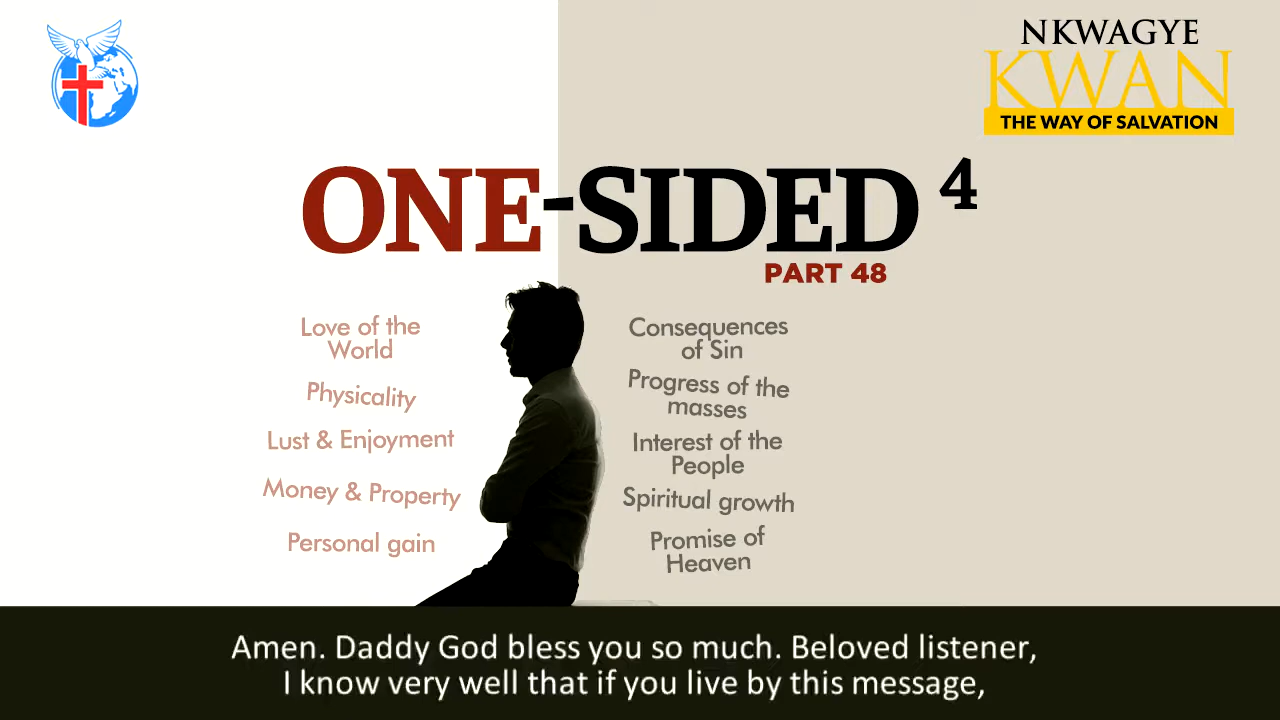 NKWAGYE
KWAN
THE WAY OF SALVATION
ONE-SIDED 4
PART 48
Love of the
World
Physicality
Lust & Enjoyment
Money & Property
Personal gain
Consequences
of Sin
Progress of the
masses
Interest of the
People
Spiritual growth
Promise of
Heaven
Amen. Daddy God bless you so much. Beloved listener,
I know very well that if you live by this message,